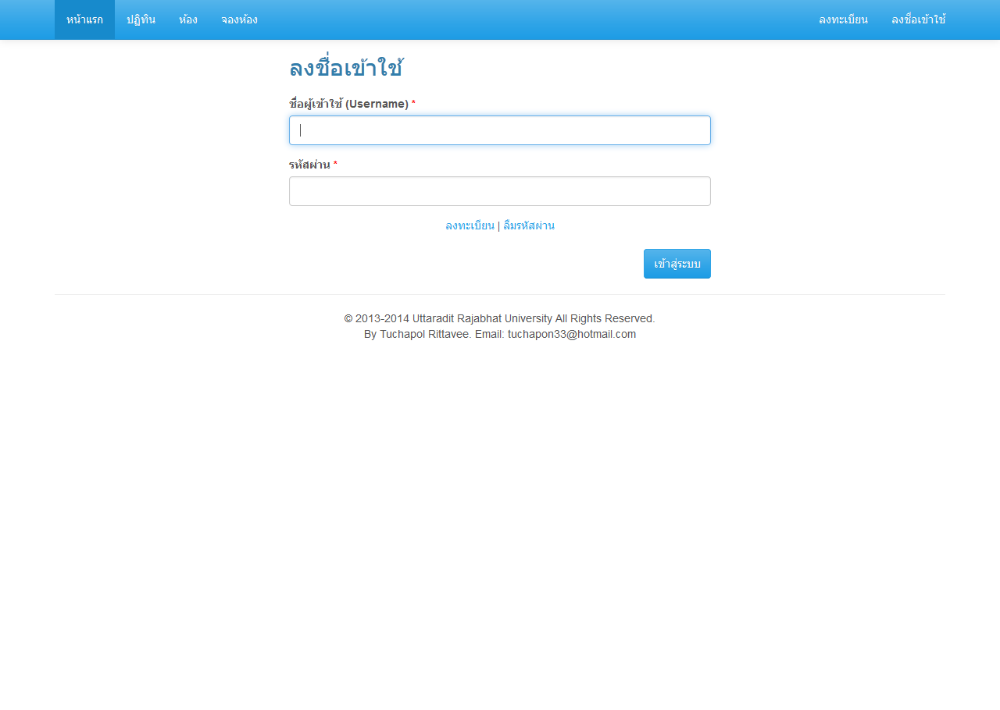 หน้าแรก ปฏิทิน ห้อง จองห้อง ลงทะเบียน ลงชื่อเข้าใช้
ลงชื่อเข้าใช้
ชื่อผู้เข้าใช้ (Username) *
รหัสผ่าน *
ลงทะเบียน | ลืมรหัสผ่าน
เข้าสู่ระบบ
© 2013-2014 Uttaradit Rajabhat University All Rights Reserved.
By Tuchapol Rittavee. Email: tuchapon33@hotmail.com